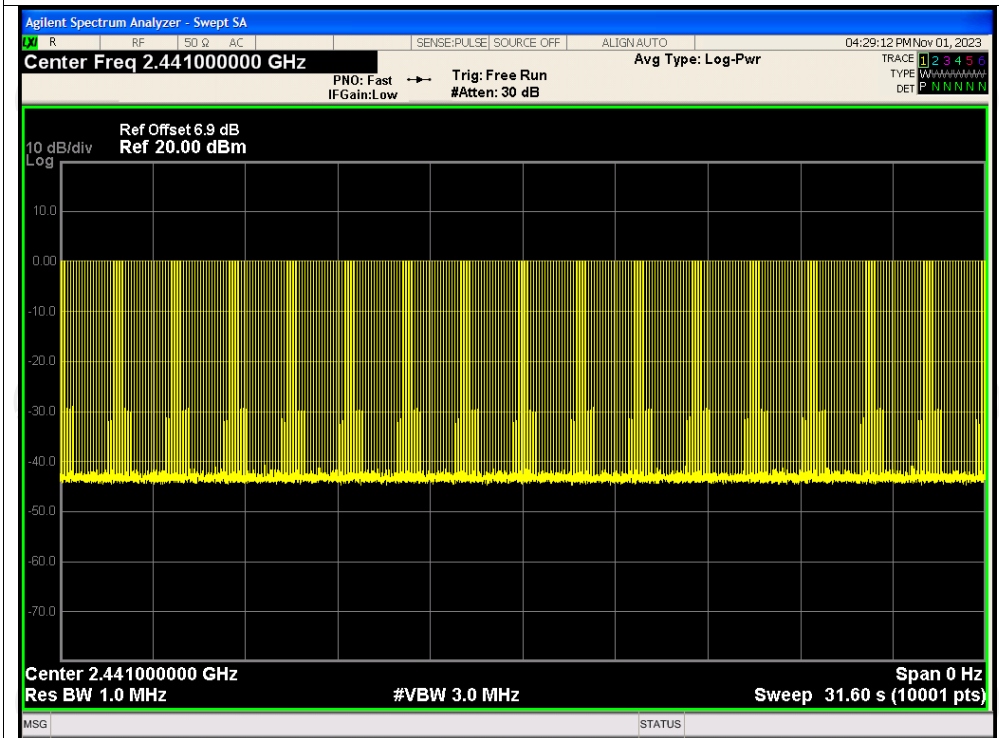 Agilent Spectrum Analyzer - Swept SA
LXI R RF 50 Ω AC SENSE:PULSE SOURCE OFF ALIGN AUTO 04:29:12 PM Nov 01, 2023
Center Freq 2.441000000 GHz
PNO: Fast
IFGain:Low
Trig: Free Run
#Atten: 30 dB
Avg Type: Log-Pwr
TRACE 1 2 3 4 5 6
TYPE WWWWWW
DET P N N N N N
Ref Offset 6.9 dB
10 dB/div Ref 20.00 dBm
Log
10.0
0.00
-10.0
-20.0
-30.0
-40.0
-50.0
-60.0
-70.0
Center 2.441000000 GHz Span 0 Hz
Res BW 1.0 MHz #VBW 3.0 MHz Sweep 31.60 s (10001 pts)
MSG STATUS